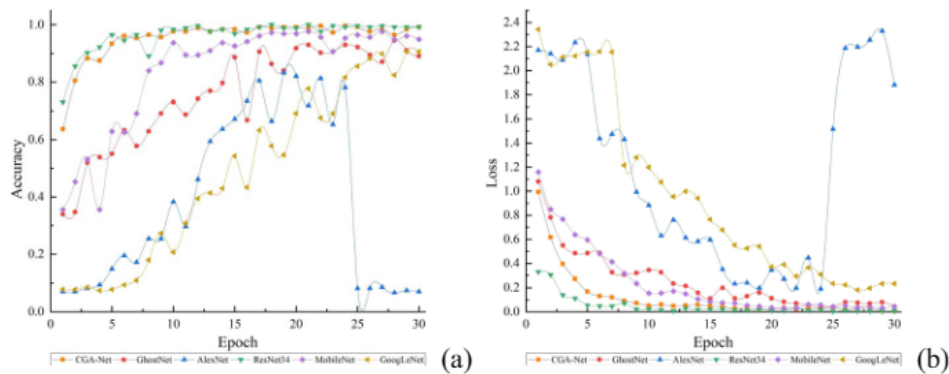 1.0
0.8
0.6
0.4
0.2
0.0
Accuracy
0 5 10 15 20 25 30
Epoch
CGA-Net GhostNet AlesNet ResNet34 MobileNet GoogLeNet
(a)
2.4
2.2
2.0
1.8
1.6
1.4
1.2
1.0
0.8
0.6
0.4
0.2
0.0
Loss
0 5 10 15 20 25 30
Epoch
CGA-Net GhostNet AlesNet ResNet34 MobileNet GoogLeNet
(b)